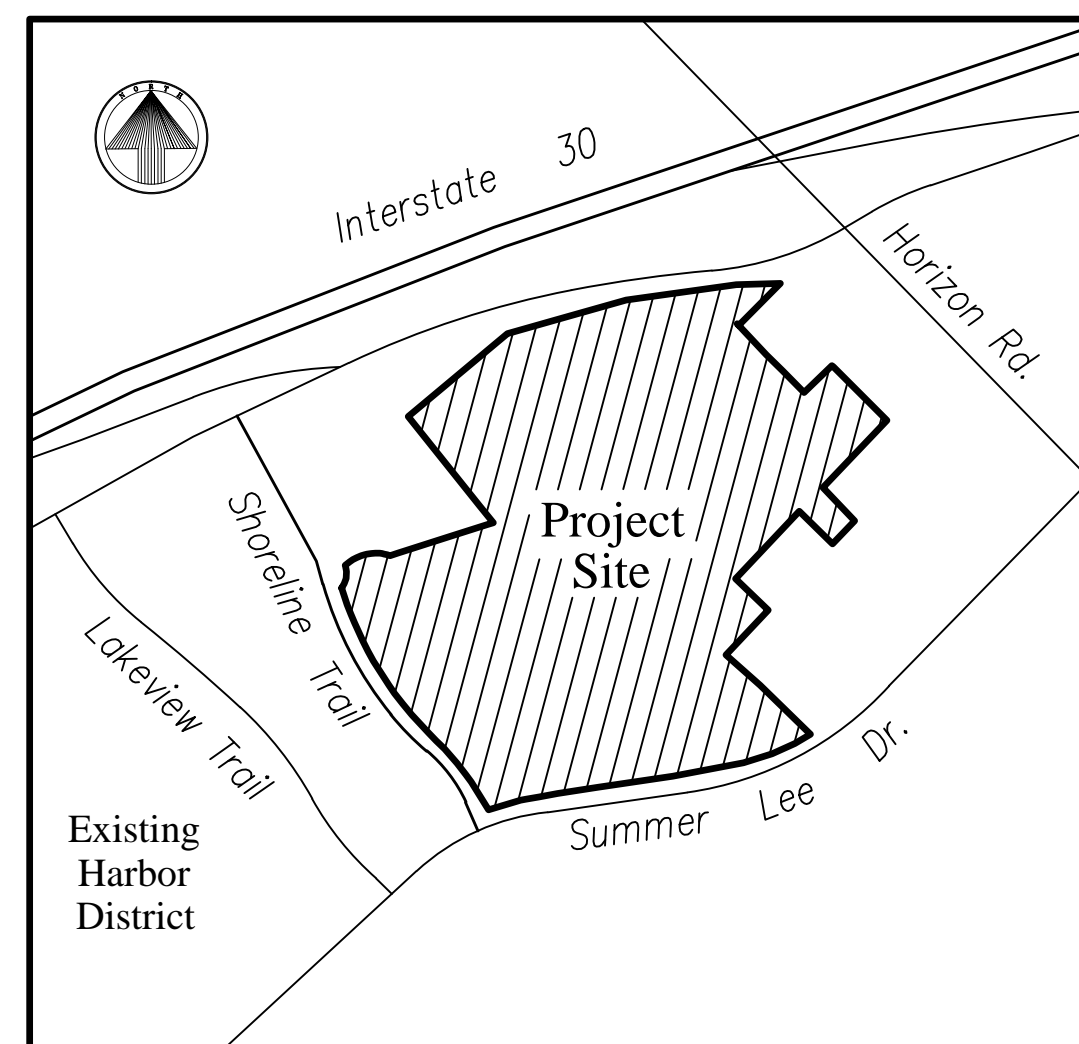 NORTH
Interstate 30
Horizon Rd.
Project
Site
Shoreline Trail
Lakeview Trail
Summer Lee Dr.
Existing
Harbor
District